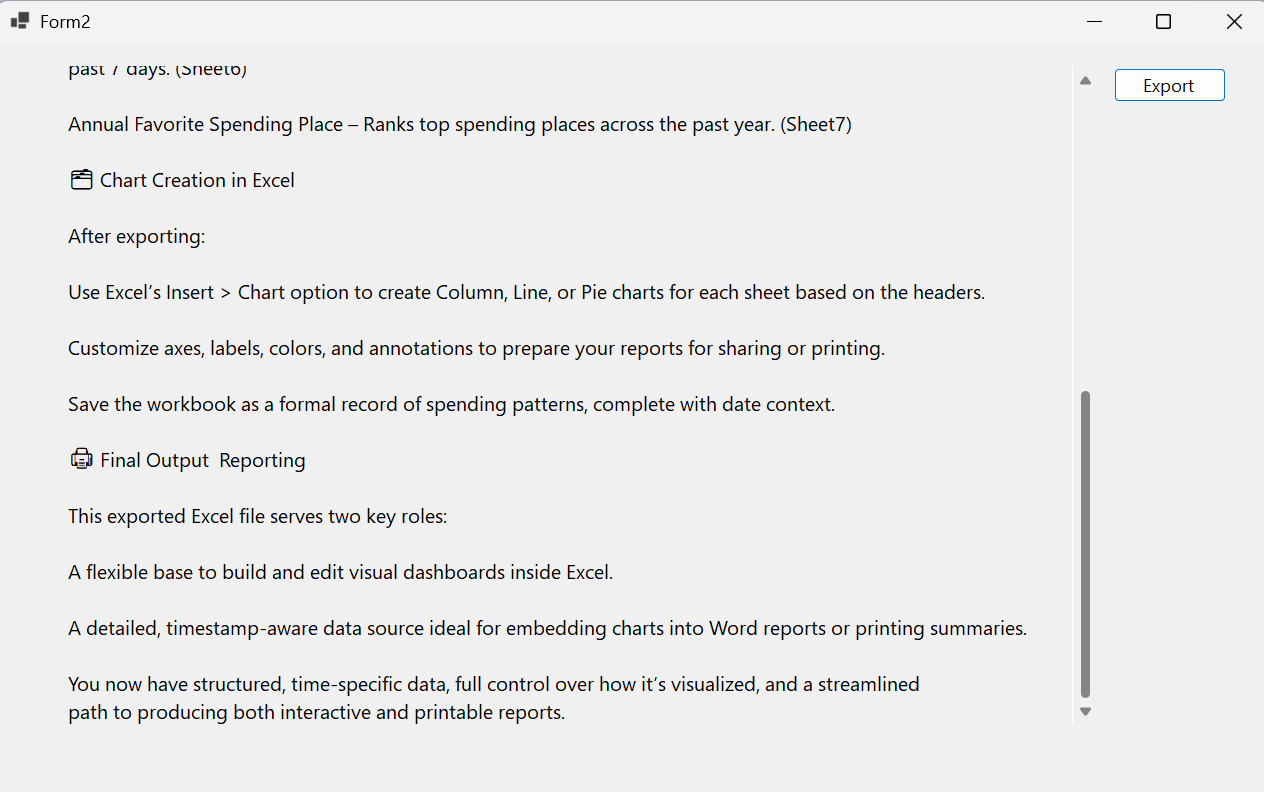 Form2
past 7 days. (Sheet6)
Export
Annual Favorite Spending Place – Ranks top spending places across the past year. (Sheet7)
Chart Creation in Excel
After exporting:
Use Excel’s Insert > Chart option to create Column, Line, or Pie charts for each sheet based on the headers.
Customize axes, labels, colors, and annotations to prepare your reports for sharing or printing.
Save the workbook as a formal record of spending patterns, complete with date context.
Final Output  Reporting
This exported Excel file serves two key roles:
A flexible base to build and edit visual dashboards inside Excel.
A detailed, timestamp-aware data source ideal for embedding charts into Word reports or printing summaries.
You now have structured, time-specific data, full control over how it’s visualized, and a streamlined
path to producing both interactive and printable reports.